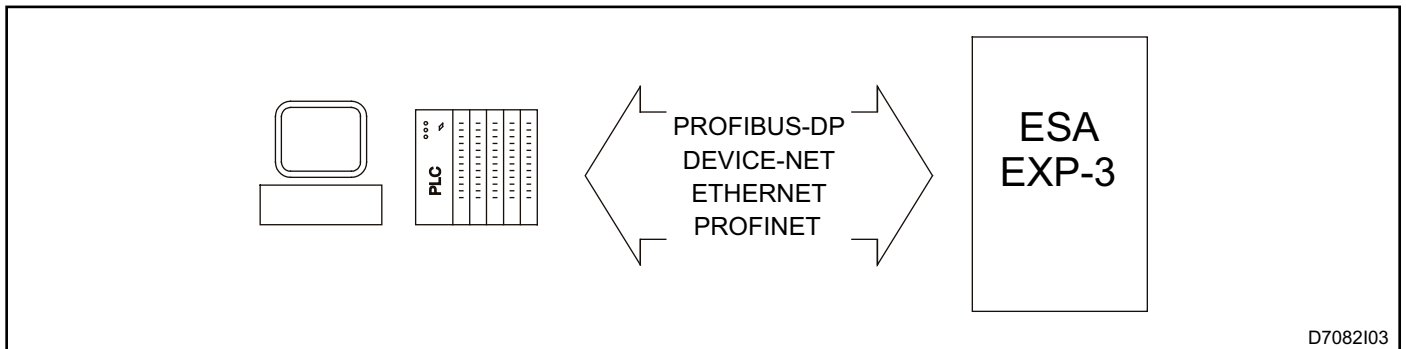 PLC
PROFIBUS-DP
DEVICE-NET
ETHERNET
PROFINET
ESA
EXP-3
D7082I03